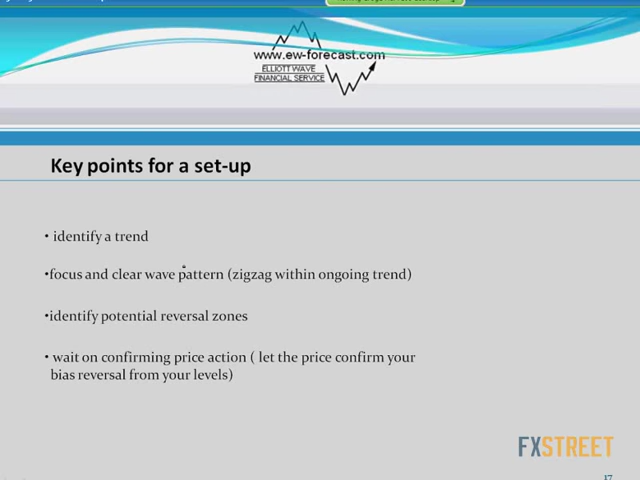 www.ew-forecast.com
ELLIOTT WAVE
FINANCIAL SERVICE
Key points for a set-up
• identify a trend
•focus and clear wave pattern (zigzag within ongoing trend)
•identify potential reversal zones
• wait on confirming price action ( let the price confirm your
bias reversal from your levels)
FXSTREET
17